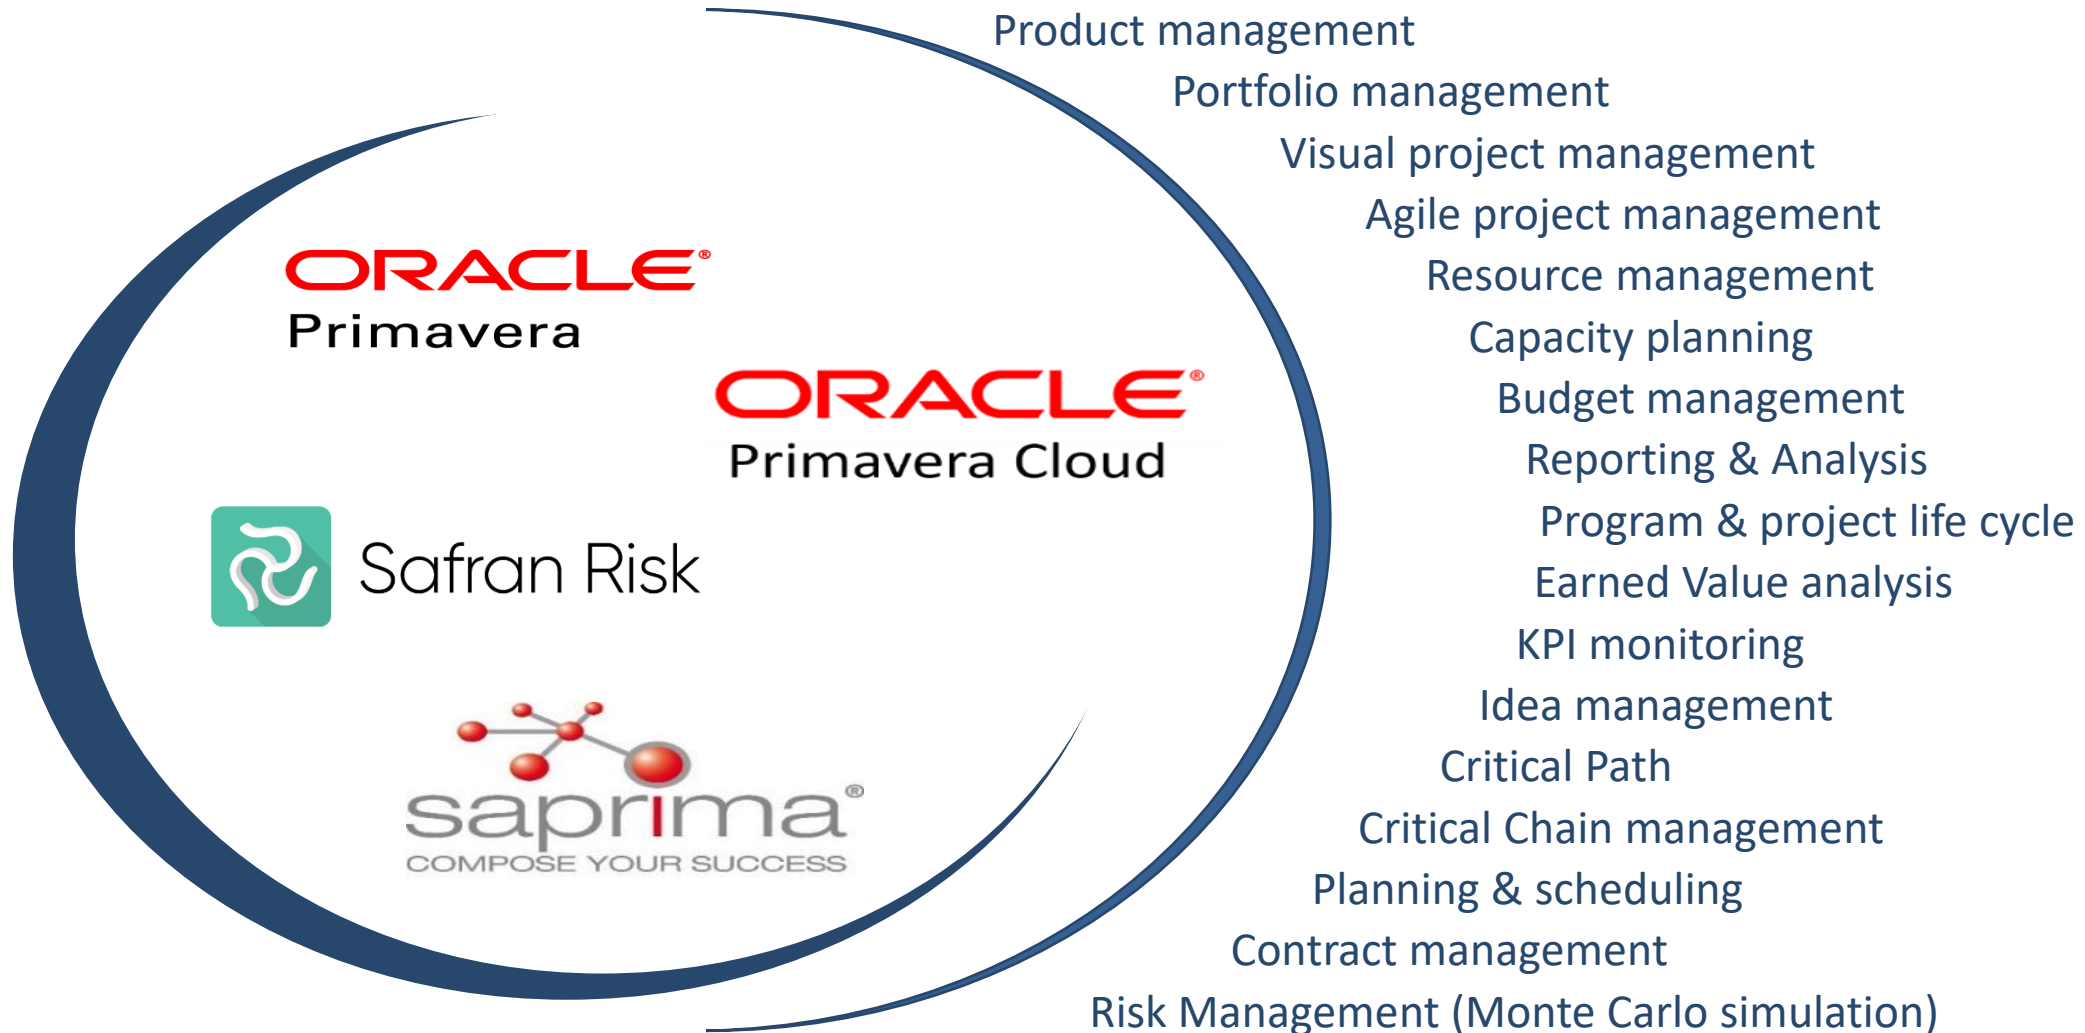 ORACLE®
Primavera
ORACLE®
Primavera Cloud
Safran Risk
saprima®
COMPOSE YOUR SUCCESS
Product management
Portfolio management
Visual project management
Agile project management
Resource management
Capacity planning
Budget management
Reporting & Analysis
Program & project life cycle
Earned Value analysis
KPI monitoring
Idea management
Critical Path
Critical Chain management
Planning & scheduling
Contract management
Risk Management (Monte Carlo simulation)